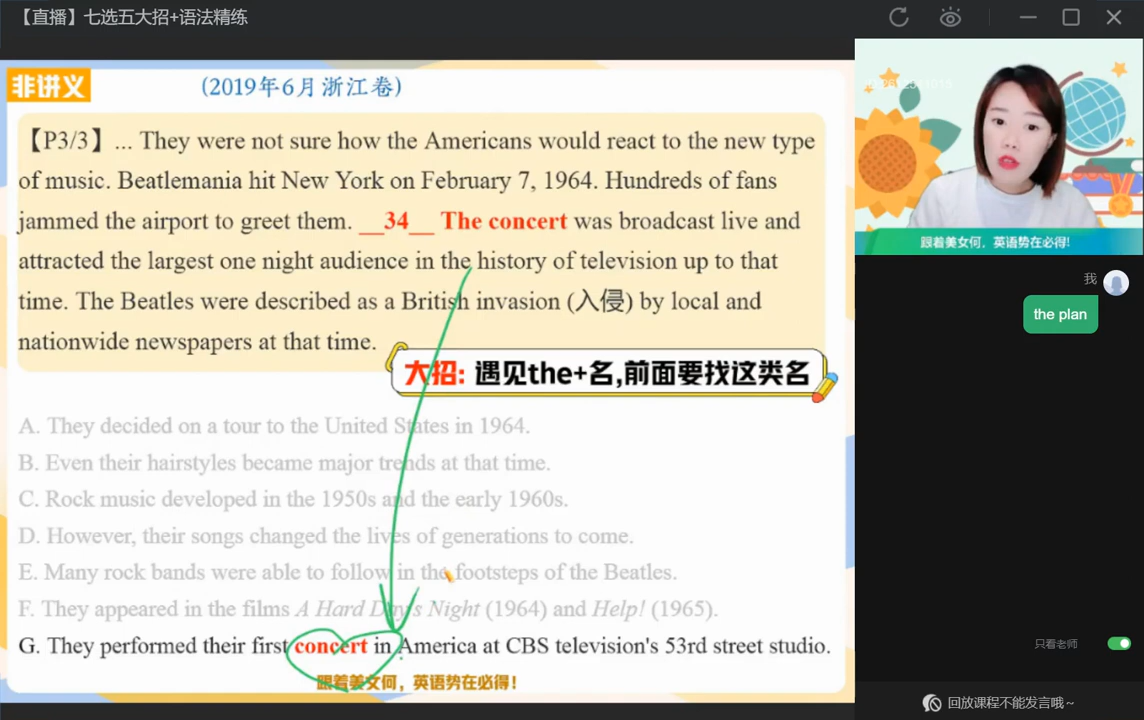 【直播】七选五大招+语法精练
非讲义
(2019年6月浙江卷)
【P3/3】... They were not sure how the Americans would react to the new type
of music. Beatlemania hit New York on February 7, 1964. Hundreds of fans
jammed the airport to greet them. __34__ The concert was broadcast live and
attracted the largest one night audience in the history of television up to that
time. The Beatles were described as a British invasion (入侵) by local and
nationwide newspapers at that time.
大招: 遇见the+名,前面要找这类名
A. They decided on a tour to the United States in 1964.
B. Even their hairstyles became major trends at that time.
C. Rock music developed in the 1950s and the early 1960s.
D. However, their songs changed the lives of generations to come.
E. Many rock bands were able to follow in the footsteps of the Beatles.
F. They appeared in the films A Hard Day's Night (1964) and Help! (1965).
G. They performed their first concert in America at CBS television's 53rd street studio.
跟着美女何，英语势在必得！
跟着美女何，英语势在必得!
我
the plan
只看老师
回放课程不能发言哦~